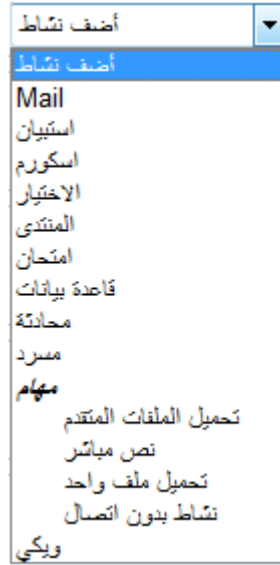 أضف نشاط
أضف نشاط
Mail
استبيان
اسكورم
الاختيار
المنتدى
امتحان
قاعدة بيانات
محادثة
مسرد
مهام
تحميل الملفات المتقدم
نص مباشر
تحميل ملف واحد
نشاط بدون اتصال
ويكي